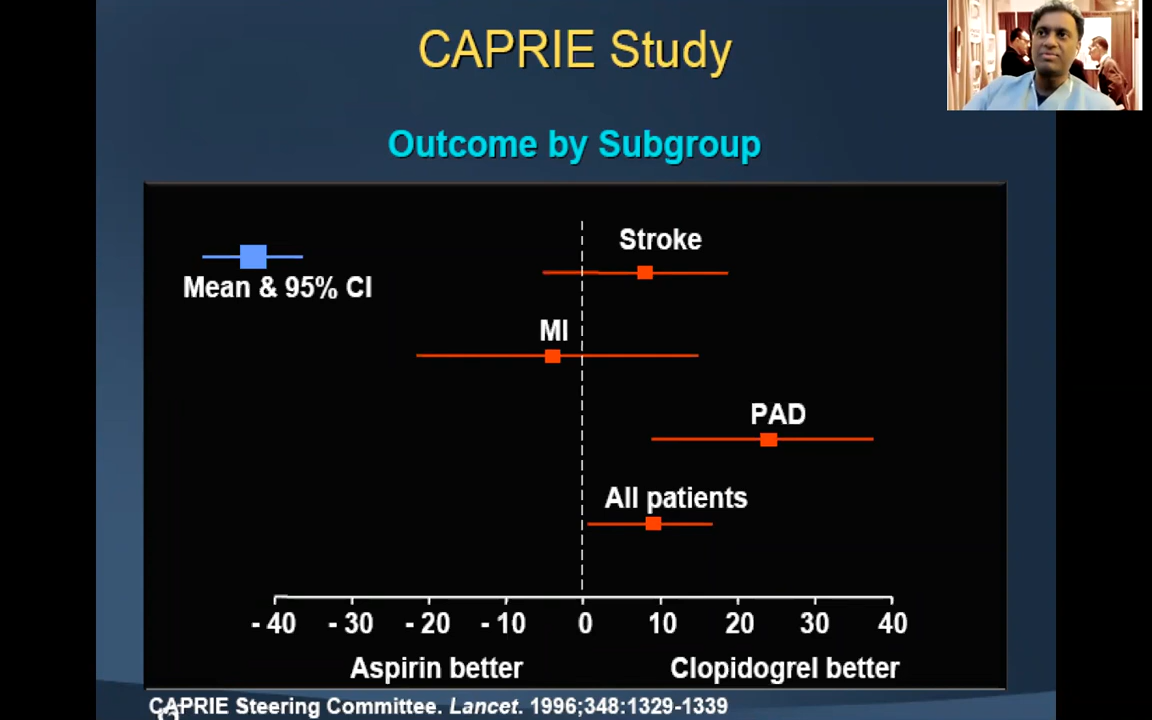 CAPRIE Study
Outcome by Subgroup
Stroke
Mean & 95% CI
MI
PAD
All patients
- 40 - 30 - 20 - 10 0 10 20 30 40
Aspirin better Clopidogrel better
CAPRIE Steering Committee. Lancet. 1996;348:1329-1339